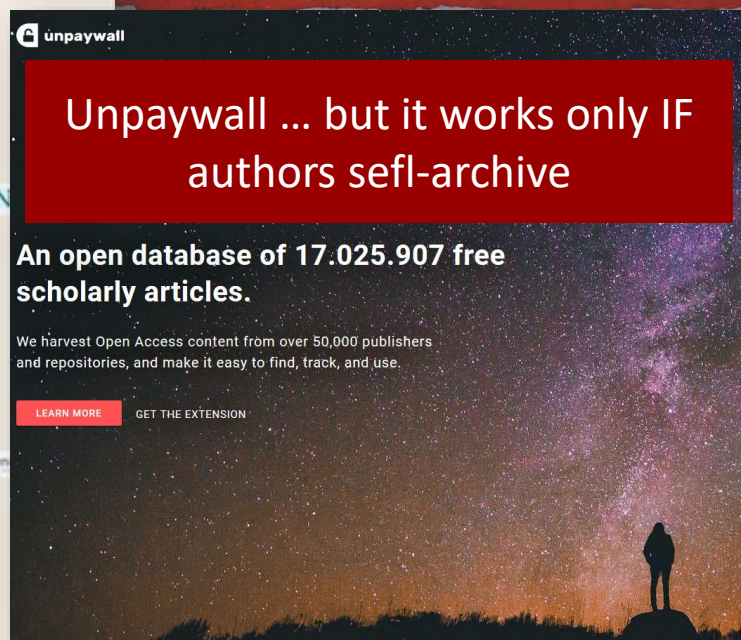 unpaywall
Unpaywall ... but it works only IF
authors sefl-archive
An open database of 17.025.907 free
scholarly articles.
We harvest Open Access content from over 50,000 publishers
and repositories, and make it easy to find, track, and use.
LEARN MORE GET THE EXTENSION